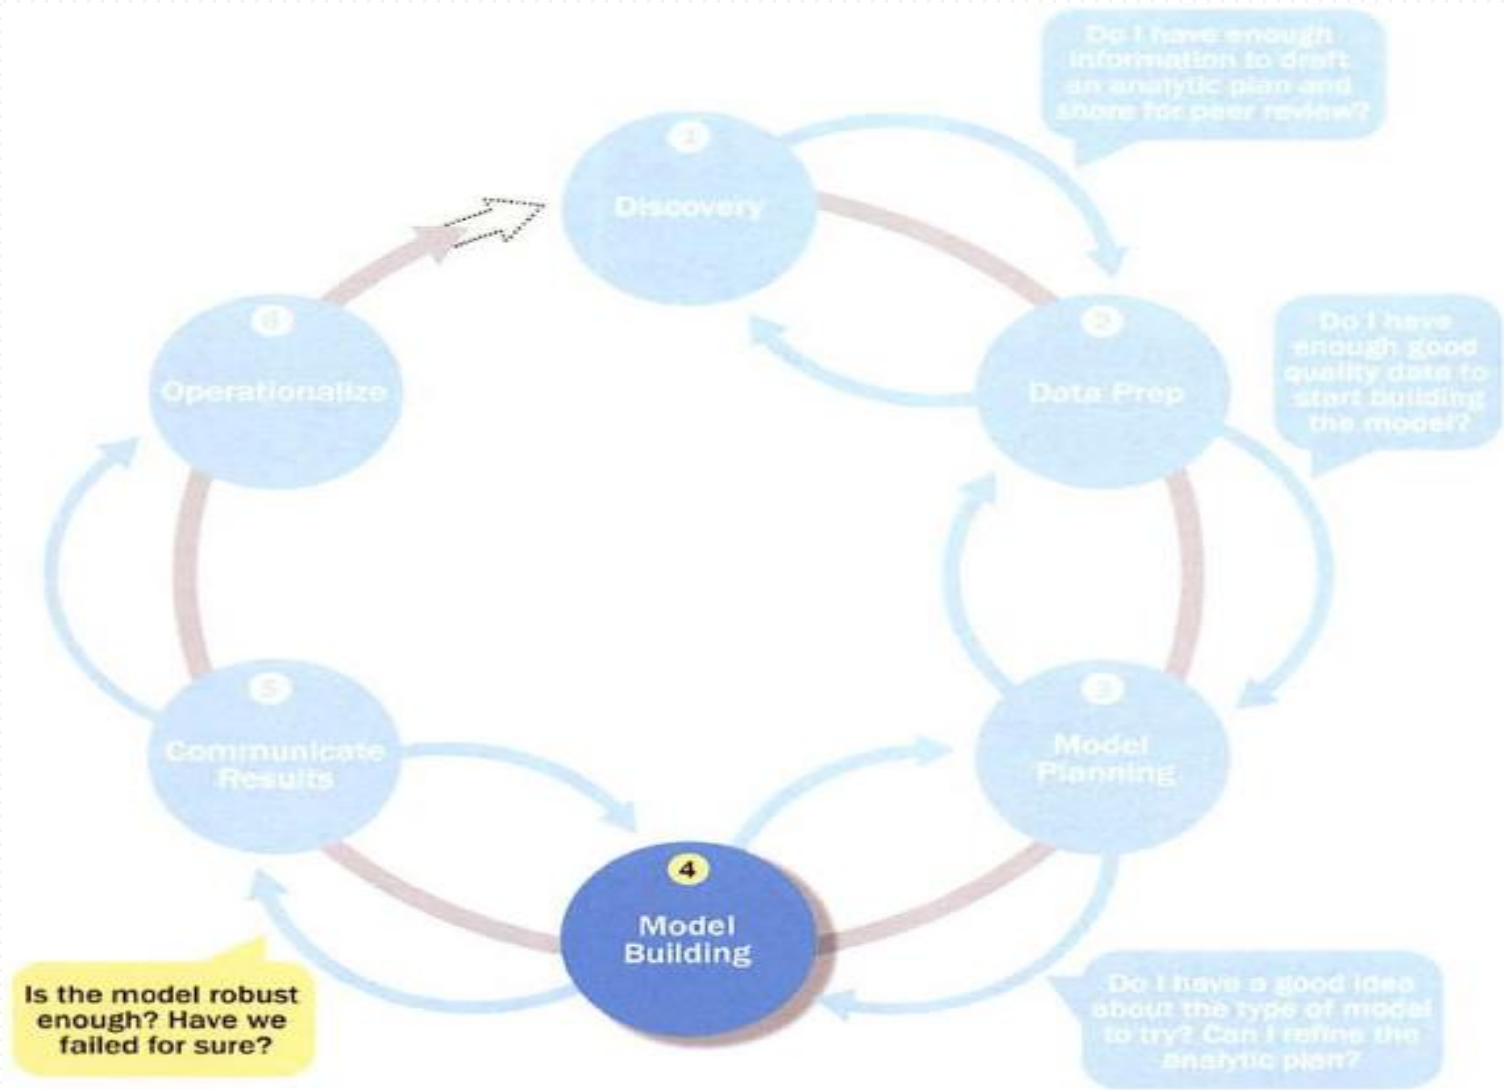 Do I have enough
information to draft
an analytic plan and
share for peer review?
1
Discovery
2
Data Prep
Do I have
enough good
quality data to
start building
the model?
6
Operationalize
3
Model
Planning
5
Communicate
Results
4
Model
Building
Is the model robust
enough? Have we
failed for sure?
Do I have a good idea
about the type of model
to try? Can I refine the
analytic plan?